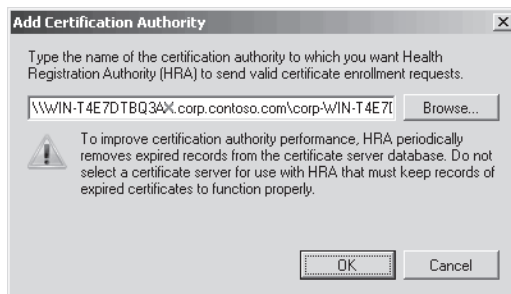 Add Certification Authority
Type the name of the certification authority to which you want Health
Registration Authority (HRA) to send valid certificate enrollment requests.
\\WIN-T4E7DTBQ3AX.corp.contoso.com\corp-WIN-T4E7D
Browse...
To improve certification authority performance, HRA periodically
removes expired records from the certificate server database. Do not
select a certificate server for use with HRA that must keep records of
expired certificates to function properly.
OK
Cancel